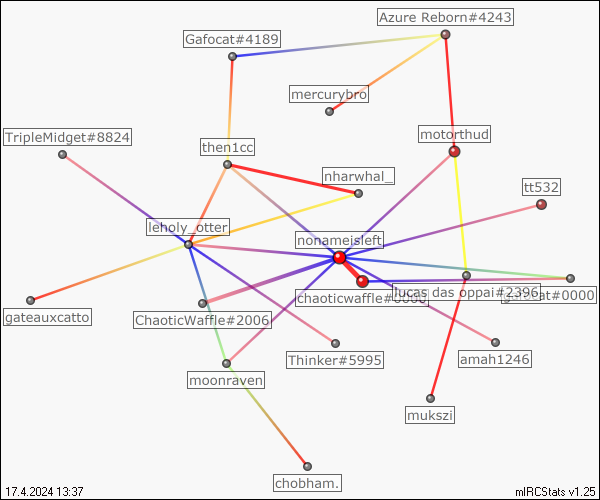 Azure Reborn#4243
Gafocat#4189
mercurybro
TripleMidget#8824
motorthud
then1cc
nharwhal_
tt532
leholy_otter
nonameisleft
chaoticwaffle#0000
lucas das oppai#2396
#0000
gateauxcatto
ChaoticWaffle#2006
Thinker#5995
amah1246
moonraven
mukszi
chobham.
17.4.2024 13:37
mIRCStats v1.25